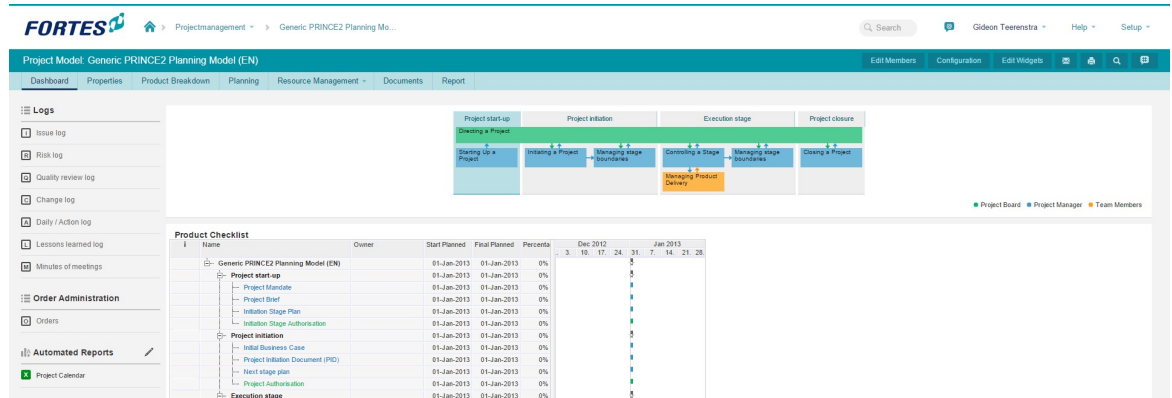 FORTES
Projectmanagement
Generic PRINCE2 Planning Mo...
Search
Gideon Teerenstra
Help
Setup
Project Model: Generic PRINCE2 Planning Model (EN)
Edit Members
Configuration
Edit Widgets
Dashboard
Properties
Product Breakdown
Planning
Resource Management
Documents
Report
Logs
I Issue log
R Risk log
Q Quality review log
C Change log
A Daily / Action log
L Lessons learned log
M Minutes of meetings
Order Administration
O Orders
Automated Reports
X Project Calendar
Project start-up
Project initiation
Execution stage
Project closure
Directing a Project
Starting Up a
Project
Initiating a Project
Managing stage
boundaries
Controlling a Stage
Managing stage
boundaries
Closing a Project
Managing Product
Delivery
Project Board
Project Manager
Team Members
Product Checklist
i Name Owner Start Planned Final Planned Percenta Dec 2012 Jan 2013
. 3. 10. 17. 24. 31. 7. 14. 21. 28.
Generic PRINCE2 Planning Model (EN) 01-Jan-2013 01-Jan-2013 0%
Project start-up 01-Jan-2013 01-Jan-2013 0%
Project Mandate 01-Jan-2013 01-Jan-2013 0%
Project Brief 01-Jan-2013 01-Jan-2013 0%
Initiation Stage Plan 01-Jan-2013 01-Jan-2013 0%
Initiation Stage Authorisation 01-Jan-2013 01-Jan-2013 0%
Project initiation 01-Jan-2013 01-Jan-2013 0%
Initial Business Case 01-Jan-2013 01-Jan-2013 0%
Project Initiation Document (PID) 01-Jan-2013 01-Jan-2013 0%
Next stage plan 01-Jan-2013 01-Jan-2013 0%
Project Authorisation 01-Jan-2013 01-Jan-2013 0%
Execution stage 01-Jan-2013 01-Jan-2013 0%